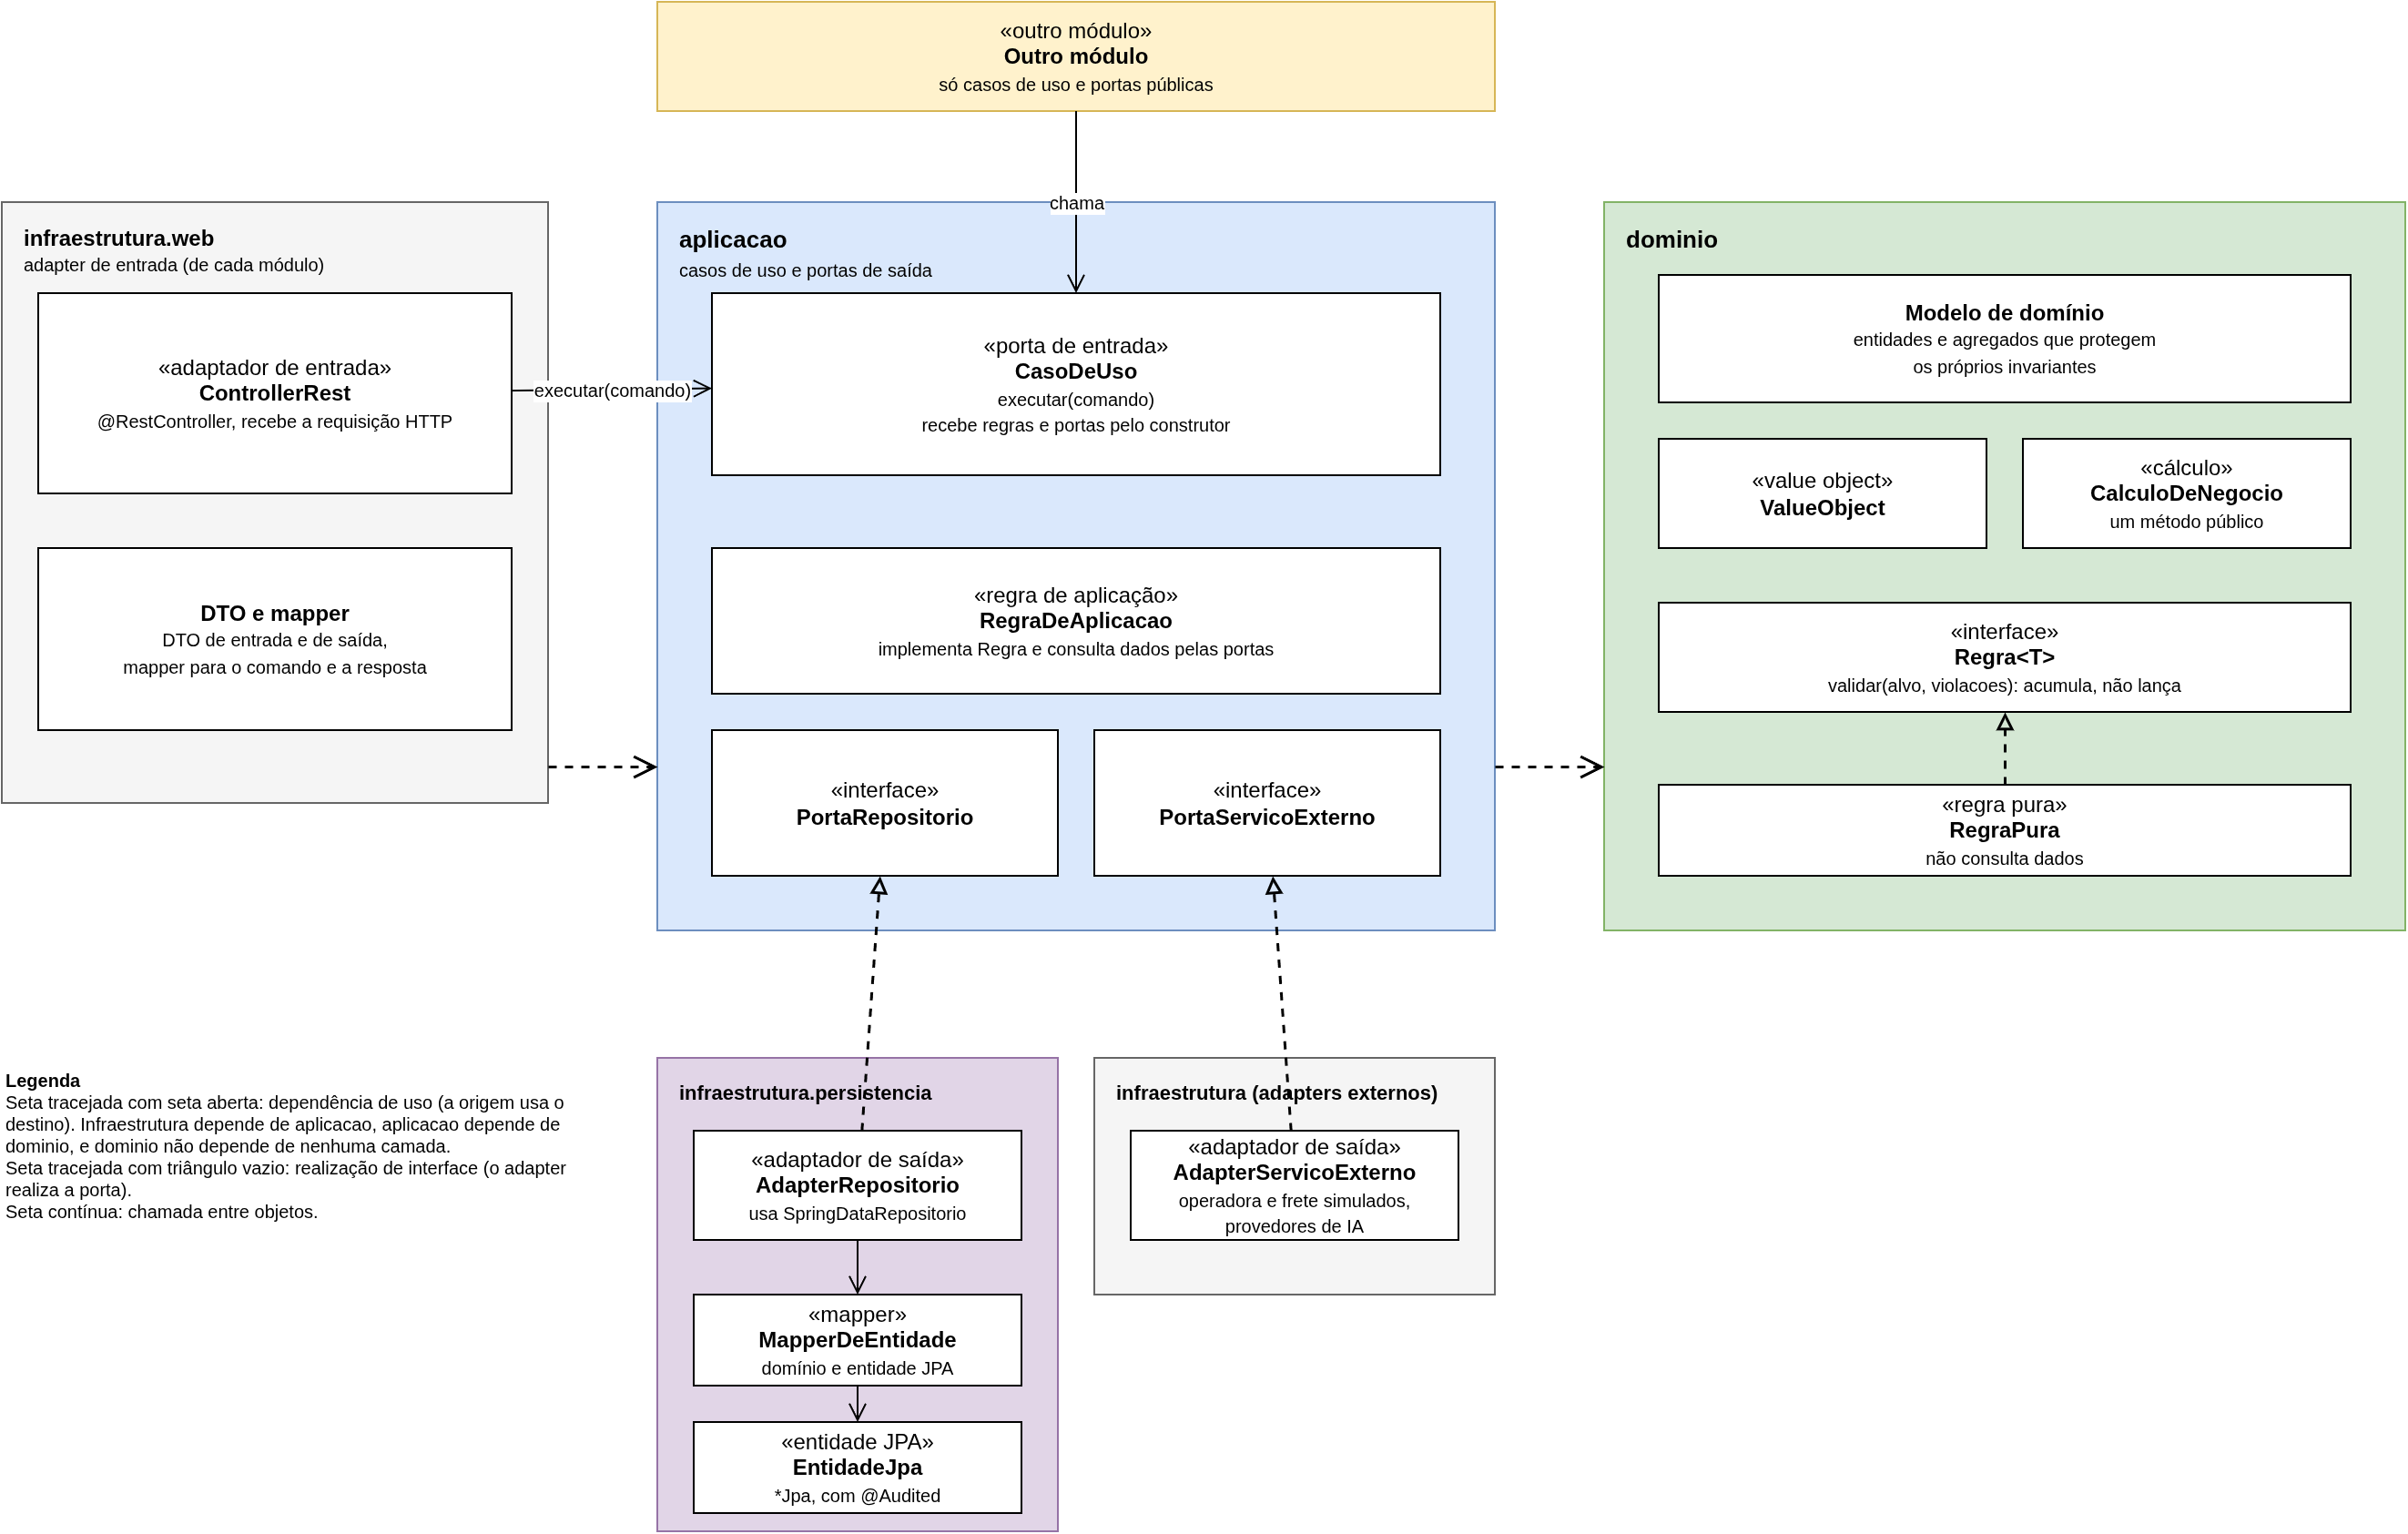 «outro módulo»
Outro módulo
só casos de uso e portas públicas
chama
infraestrutura.web
adapter de entrada (de cada módulo)
«adaptador de entrada»
ControllerRest
@RestController, recebe a requisição HTTP
DTO e mapper
DTO de entrada e de saída,
mapper para o comando e a resposta
executar(comando)
aplicacao
casos de uso e portas de saída
«porta de entrada»
CasoDeUso
executar(comando)
recebe regras e portas pelo construtor
«regra de aplicação»
RegraDeAplicacao
implementa Regra e consulta dados pelas portas
«interface»
PortaRepositorio
«interface»
PortaServicoExterno
dominio
Modelo de domínio
entidades e agregados que protegem
os próprios invariantes
«value object»
ValueObject
«cálculo»
CalculoDeNegocio
um método público
«interface»
Regra<T>
validar(alvo, violacoes): acumula, não lança
«regra pura»
RegraPura
não consulta dados
Legenda
Seta tracejada com seta aberta: dependência de uso (a origem usa o
destino). Infraestrutura depende de aplicacao, aplicacao depende de
dominio, e dominio não depende de nenhuma camada.
Seta tracejada com triângulo vazio: realização de interface (o adapter
realiza a porta).
Seta contínua: chamada entre objetos.
infraestrutura.persistencia
«adaptador de saída»
AdapterRepositorio
usa SpringDataRepositorio
«mapper»
MapperDeEntidade
domínio e entidade JPA
«entidade JPA»
EntidadeJpa
*Jpa, com @Audited
infraestrutura (adapters externos)
«adaptador de saída»
AdapterServicoExterno
operadora e frete simulados,
provedores de IA